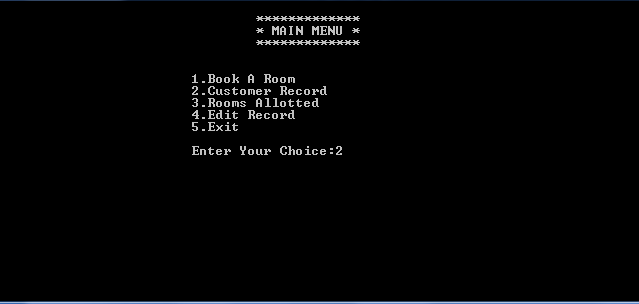 *************
* MAIN MENU *
*************
1.Book A Room
2.Customer Record
3.Rooms Allotted
4.Edit Record
5.Exit
Enter Your Choice:2